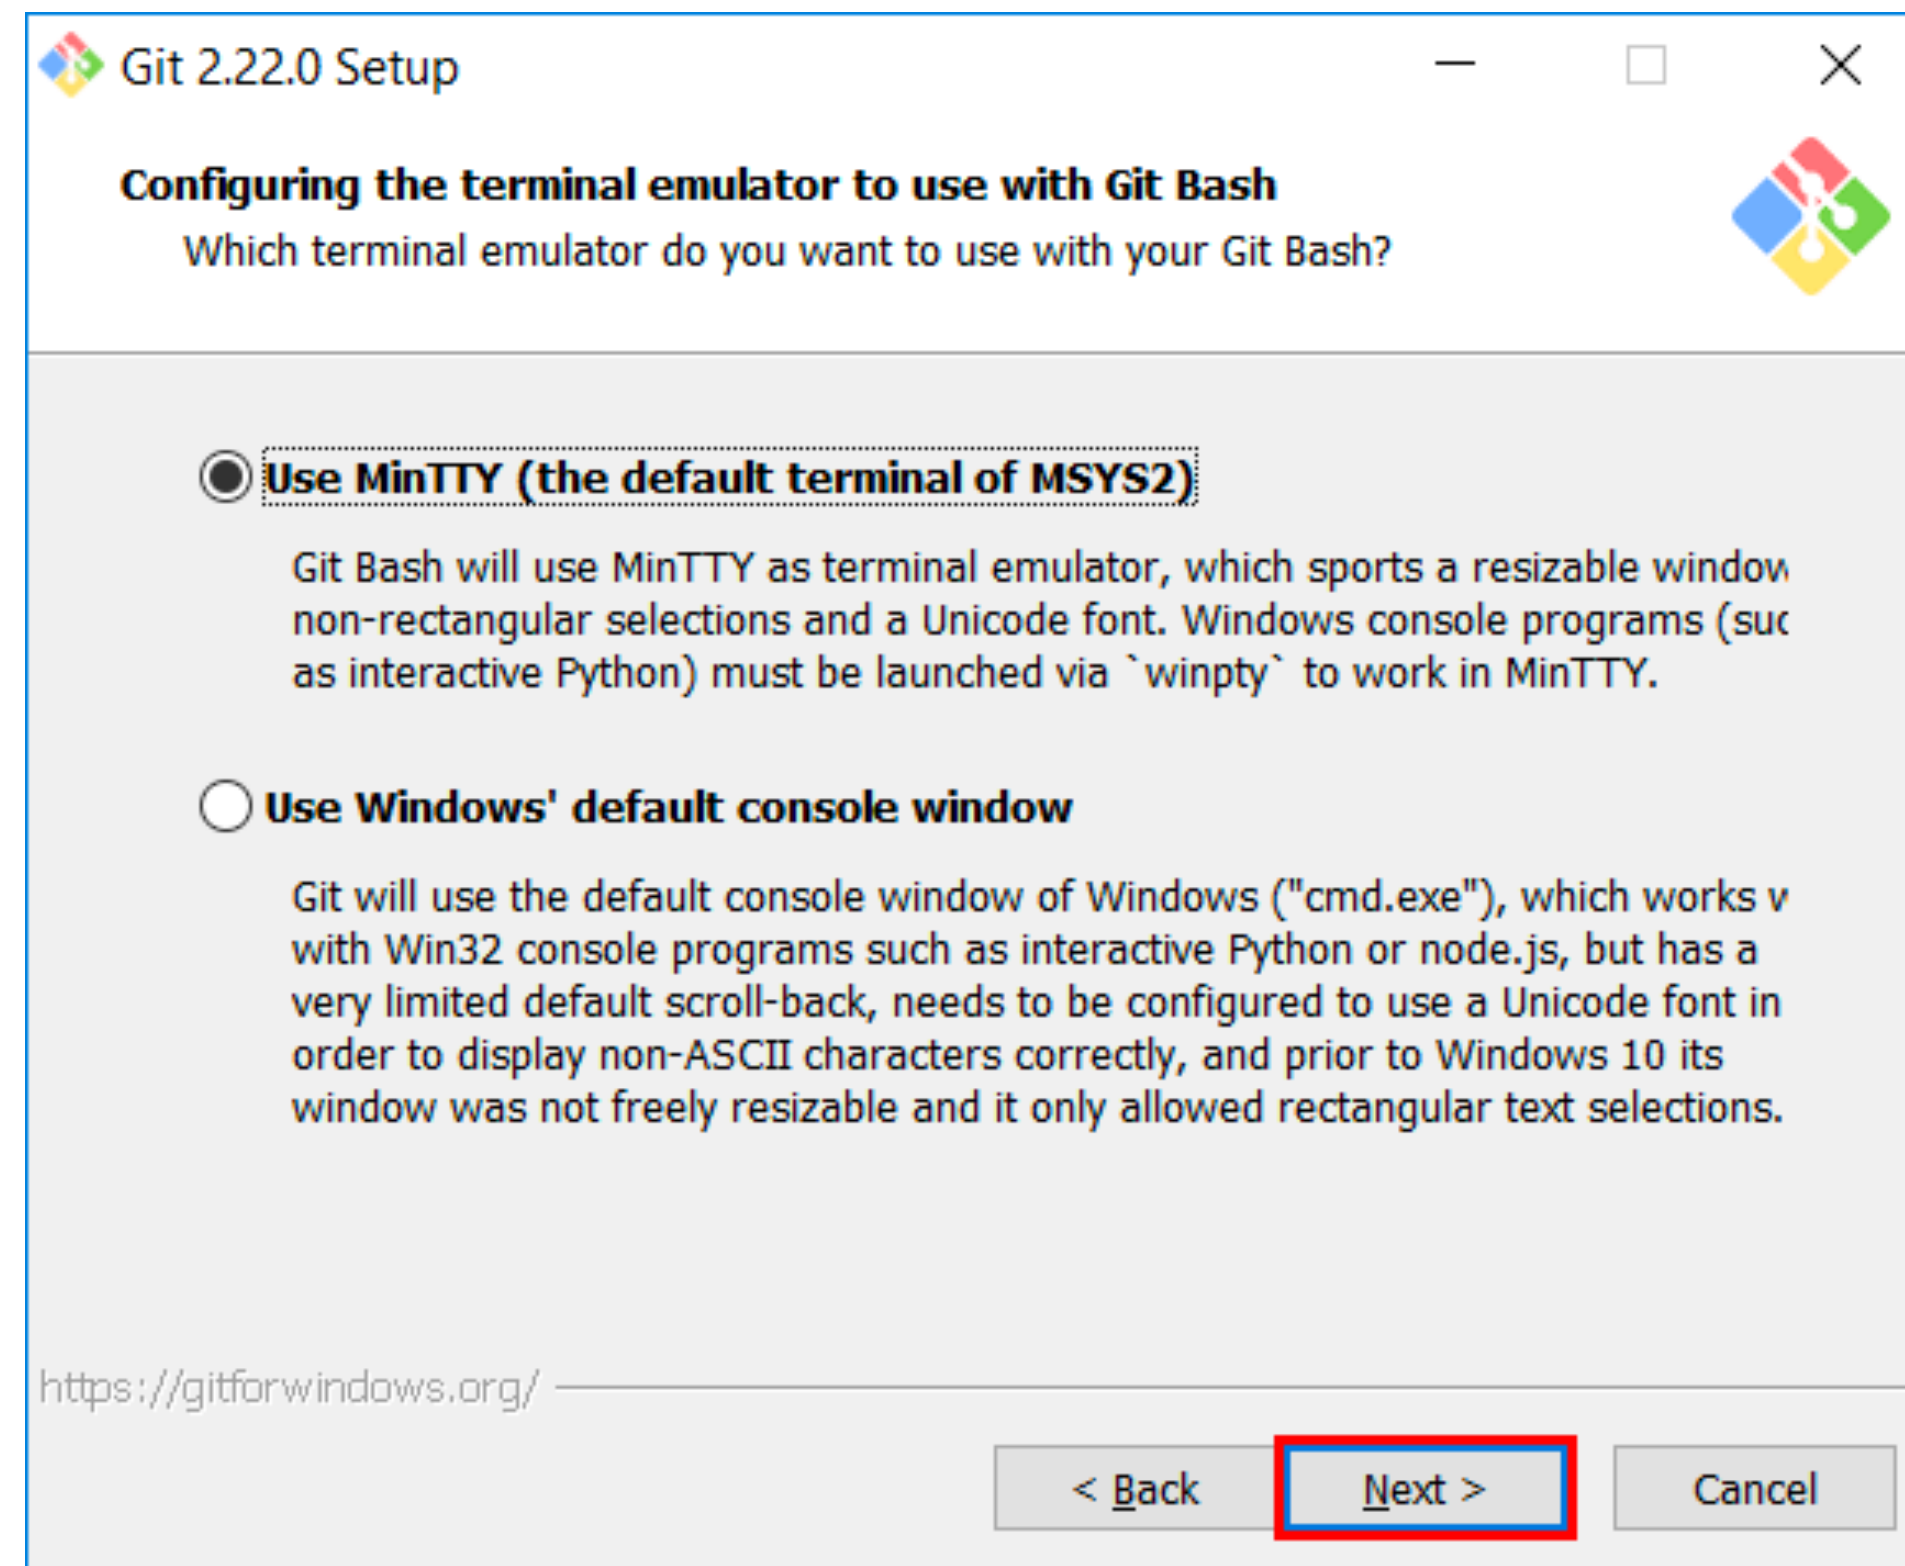 Git 2.22.0 Setup
Configuring the terminal emulator to use with Git Bash
Which terminal emulator do you want to use with your Git Bash?
Use MinTTY (the default terminal of MSYS2)
Git Bash will use MinTTY as terminal emulator, which sports a resizable window
non-rectangular selections and a Unicode font. Windows console programs (suc
as interactive Python) must be launched via `winpty` to work in MinTTY.
Use Windows' default console window
Git will use the default console window of Windows ("cmd.exe"), which works w
with Win32 console programs such as interactive Python or node.js, but has a
very limited default scroll-back, needs to be configured to use a Unicode font in
order to display non-ASCII characters correctly, and prior to Windows 10 its
window was not freely resizable and it only allowed rectangular text selections.
https://gitforwindows.org/
< Back Next > Cancel